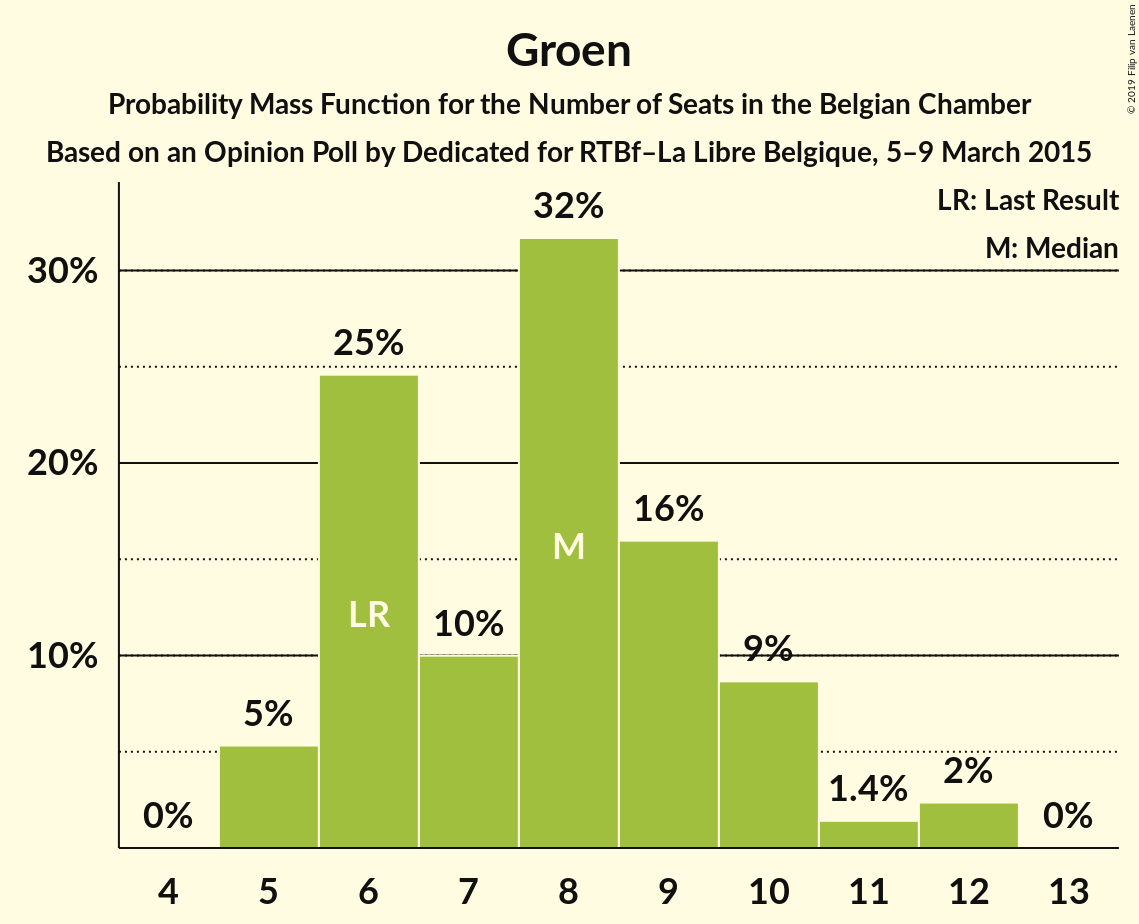 Groen
Probability Mass Function for the Number of Seats in the Belgian Chamber
Based on an Opinion Poll by Dedicated for RTBf–La Libre Belgique, 5–9 March 2015
© 2019 Filip van Laenen
LR: Last Result
M: Median
30%
20%
10%
0%
5%
25%
10%
32%
16%
9%
1.4%
2%
0%
LR
M
4 5 6 7 8 9 10 11 12 13